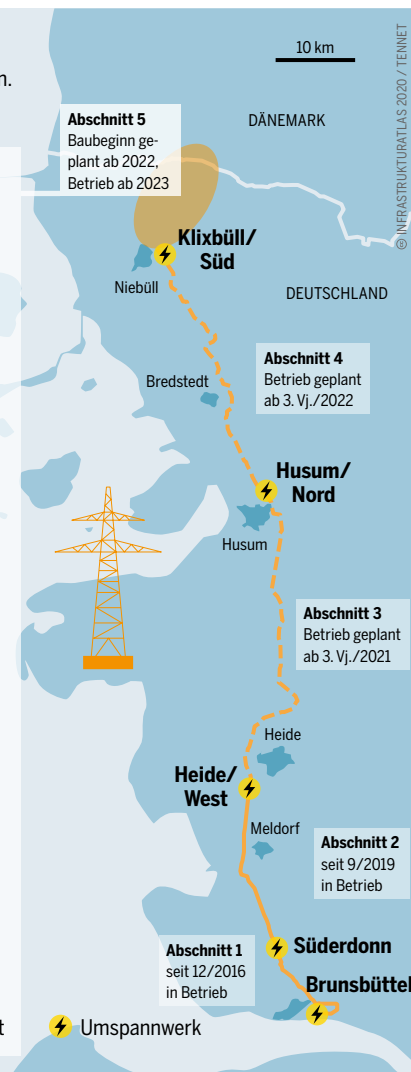 n.
10 km
© INFRASTRUKTURATLAS 2020 / TENNET
Abschnitt 5
Baubeginn ge-
plant ab 2022,
Betrieb ab 2023
DÄNEMARK
Klixbüll/
Süd
Niebüll
DEUTSCHLAND
Abschnitt 4
Betrieb geplant
ab 3. Vj./2022
Bredstedt
Husum/
Nord
Husum
Abschnitt 3
Betrieb geplant
ab 3. Vj./2021
Heide
Heide/
West
Meldorf
Abschnitt 2
seit 9/2019
in Betrieb
Abschnitt 1
seit 12/2016
in Betrieb
Süderdonn
Brunsbüttel
t
Umspannwerk